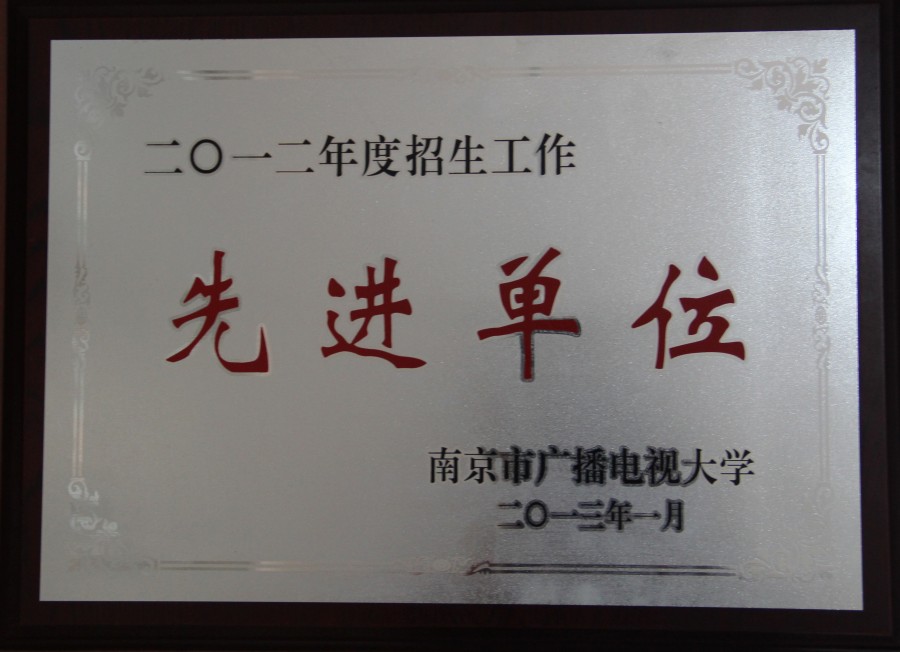 二〇一二年度招生工作
先进单位
南京市广播电视大学
二〇一三年一月